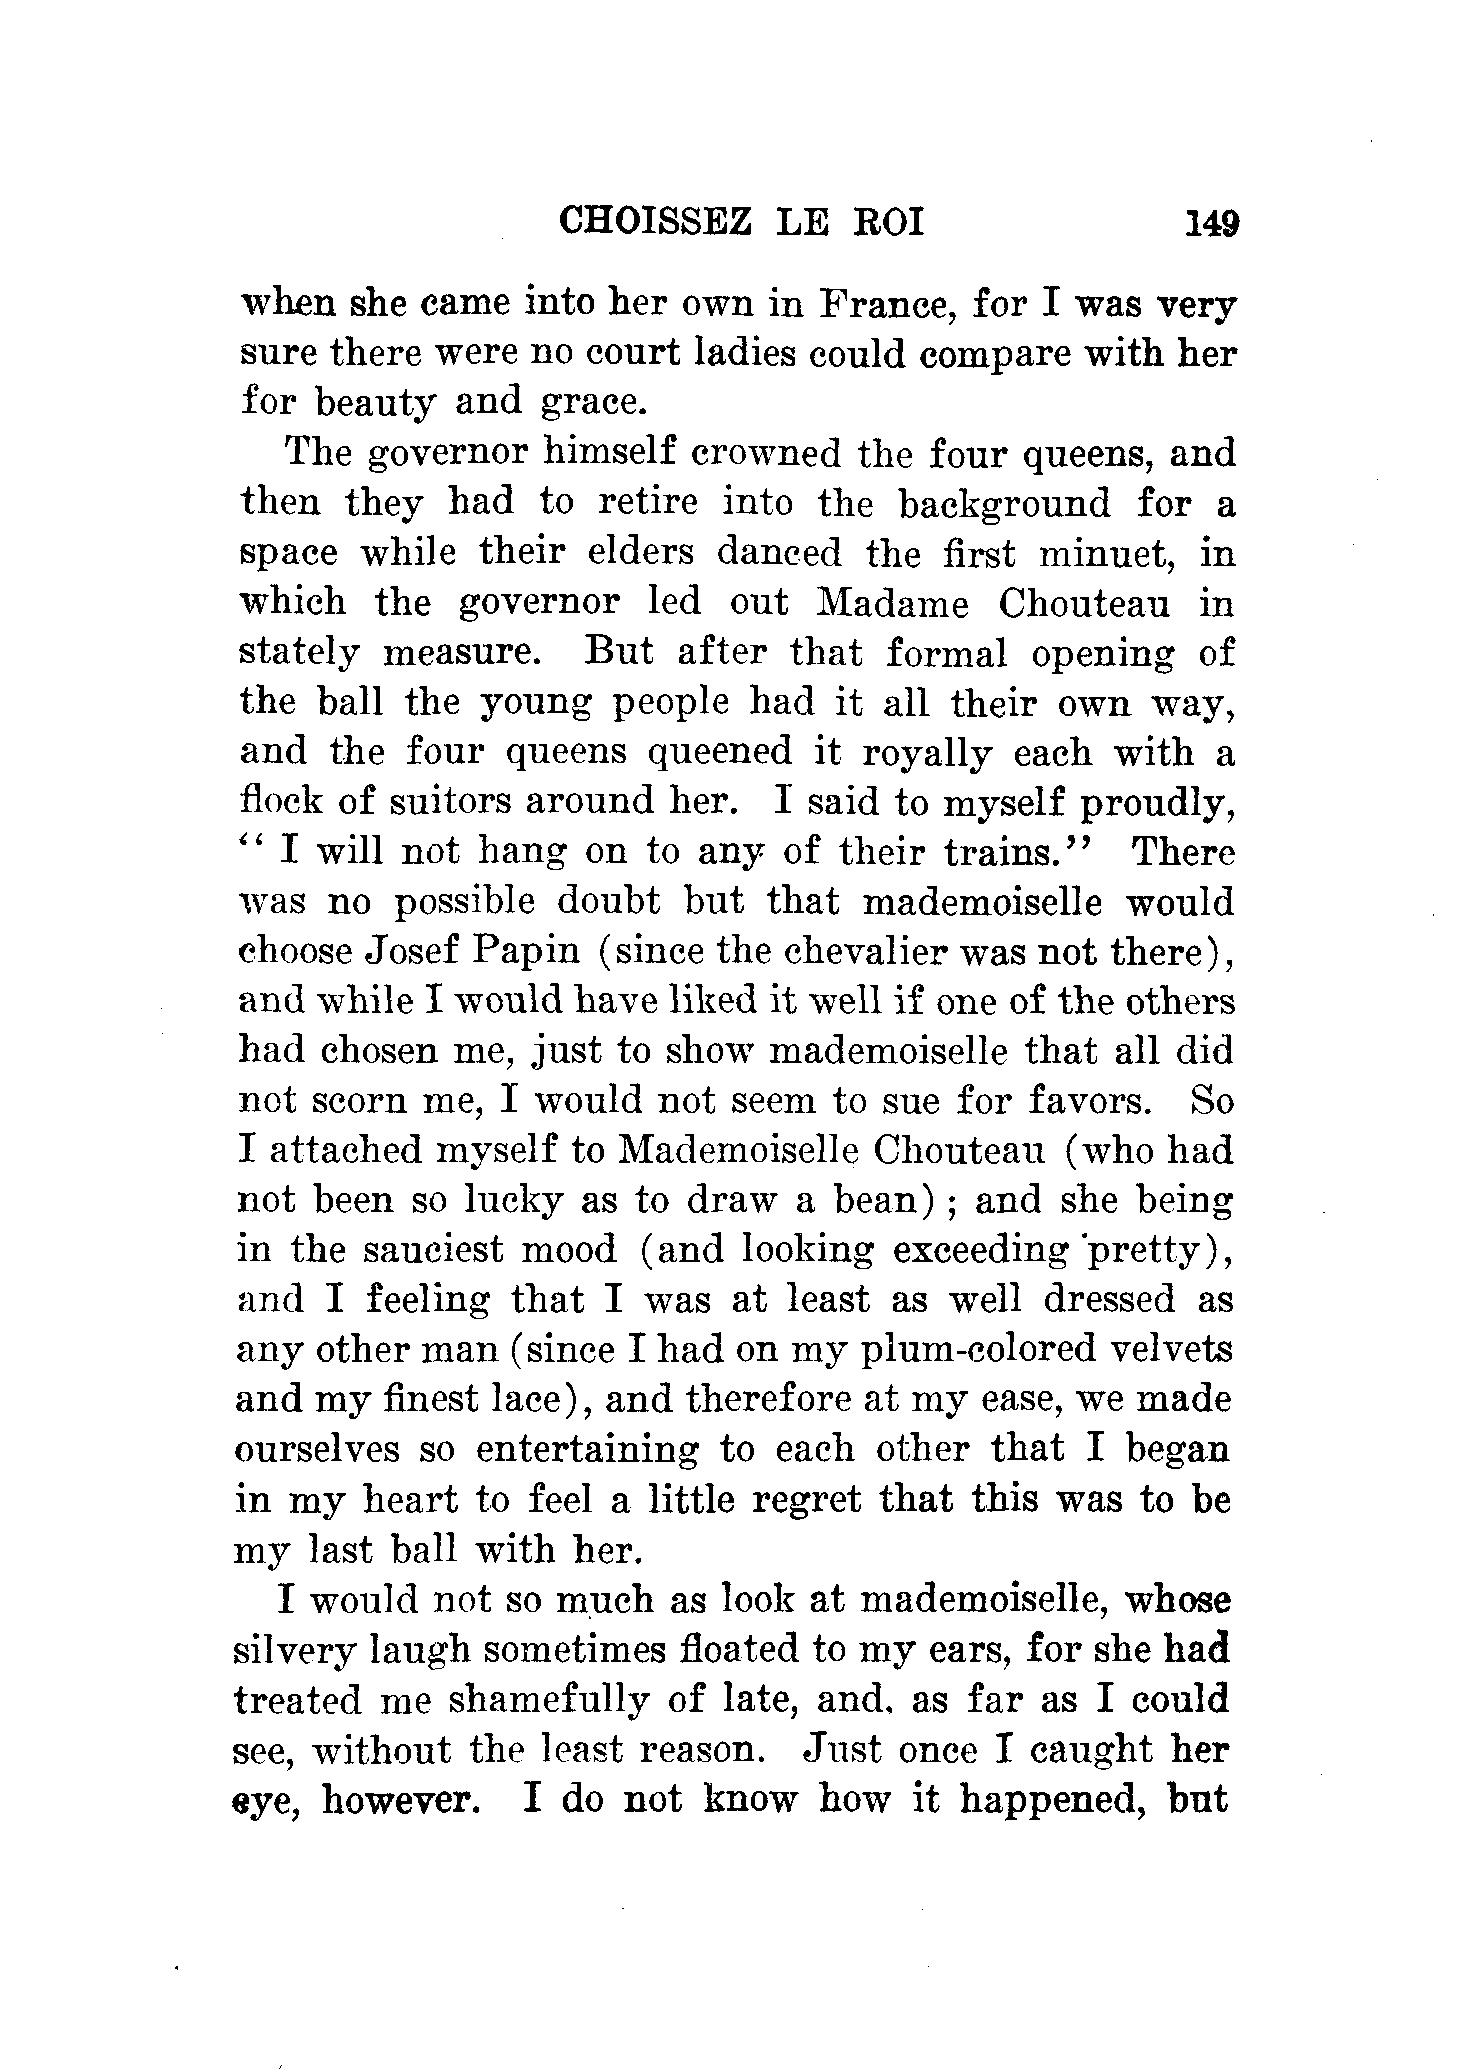 CHOISSEZ LE ROI 149
when she came into her own in France, for I was very
sure there were no court ladies could compare with her
for beauty and grace.
The governor himself crowned the four queens, and
then they had to retire into the background for a
space while their elders danced the first minuet, in
which the governor led out Madame Chouteau in
stately measure. But after that formal opening of
the ball the young people had it all their own way,
and the four queens queened it royally each with a
flock of suitors around her. I said to myself proudly,
“ I will not hang on to any of their trains.” There
was no possible doubt but that mademoiselle would
choose Josef Papin (since the chevalier was not there),
and while I would have liked it well if one of the others
had chosen me, just to show mademoiselle that all did
not scorn me, I would not seem to sue for favors. So
I attached myself to Mademoiselle Chouteau (who had
not been so lucky as to draw a bean) ; and she being
in the sauciest mood (and looking exceeding pretty),
and I feeling that I was at least as well dressed as
any other man (since I had on my plum-colored velvets
and my finest lace), and therefore at my ease, we made
ourselves so entertaining to each other that I began
in my heart to feel a little regret that this was to be
my last ball with her.
I would not so much as look at mademoiselle, whose
silvery laugh sometimes floated to my ears, for she had
treated me shamefully of late, and, as far as I could
see, without the least reason. Just once I caught her
eye, however. I do not know how it happened, but